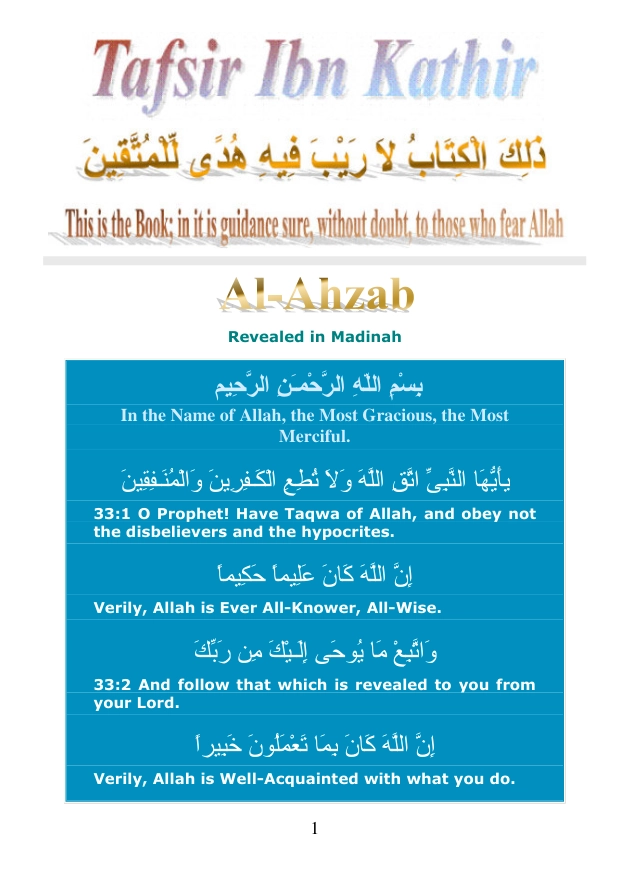 Tafsir Ibn Kathir
ذَلِكَ الْكِتَابُ لاَ رَيْبَ فِيهِ هُدًى لِّلْمُتَّقِينَ
This is the Book; in it is guidance sure, without doubt, to those who fear Allah
Al-Ahzab
Revealed in Madinah
بِسْمِ اللَّهِ الرَّحْمَـنِ الرَّحِيمِ
In the Name of Allah, the Most Gracious, the Most
Merciful.
يأَيُّهَا النَّبِىِّ اتَّقِ اللَّهَ وَلاَ تُطِعِ الْكَـفِرِينَ وَالْمُنَـفِقِينَ
33:1 O Prophet! Have Taqwa of Allah, and obey not
the disbelievers and the hypocrites.
إِنَّ اللَّهَ كَانَ عَلِيماً حَكِيماً
Verily, Allah is Ever All-Knower, All-Wise.
وَاتَّبِعْ مَا يُوحَى إِلَـيْكَ مِن رَبِّكَ
33:2 And follow that which is revealed to you from
your Lord.
إِنَّ اللَّهَ كَانَ بِمَا تَعْمَلُونَ خَبِيراً
Verily, Allah is Well-Acquainted with what you do.
1